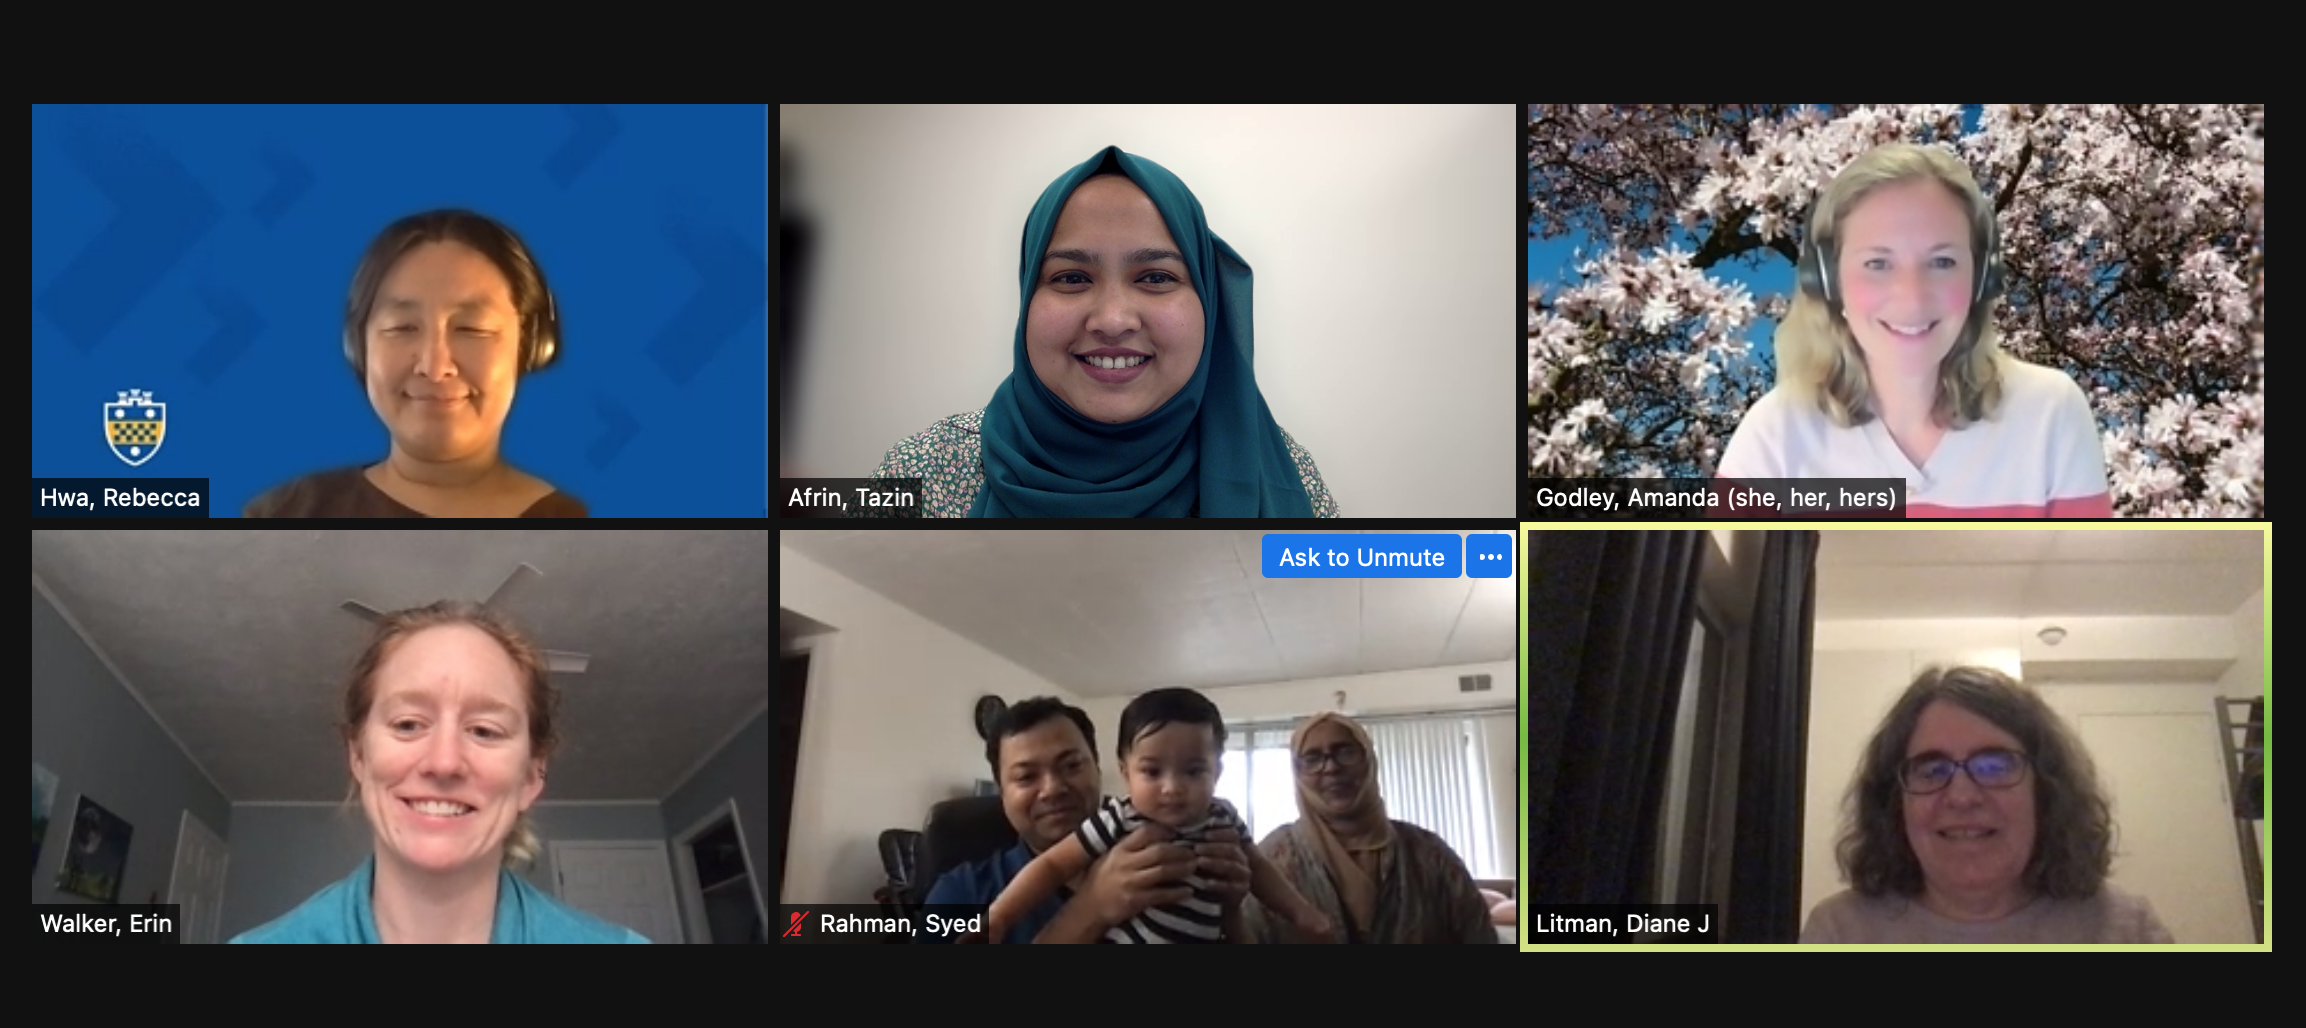 Hwa, Rebecca
Afrin, Tazin
Godley, Amanda (she, her, hers)
Ask to Unmute
Walker, Erin
Rahman, Syed
Litman, Diane J